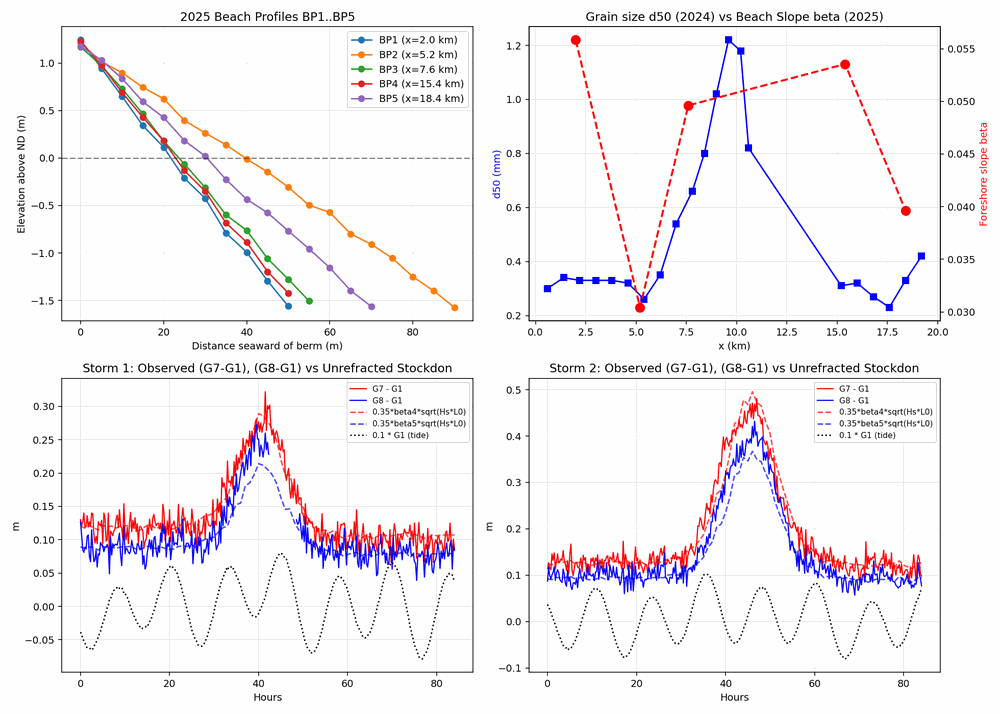 2025 Beach Profiles BP1..BP5
Elevation above ND (m)
1.0
0.5
0.0
−0.5
−1.0
−1.5
0
20
40
60
80
Distance seaward of berm (m)
BP1 (x=2.0 km)
BP2 (x=5.2 km)
BP3 (x=7.6 km)
BP4 (x=15.4 km)
BP5 (x=18.4 km)
Grain size d50 (2024) vs Beach Slope beta (2025)
d50 (mm)
1.2
1.0
0.8
0.6
0.4
0.2
0.0
2.5
5.0
7.5
10.0
12.5
15.0
17.5
20.0
x (km)
0.055
0.050
0.045
0.040
0.035
0.030
Foreshore slope beta
Storm 1: Observed (G7-G1), (G8-G1) vs Unrefracted Stockdon
m
0.30
0.25
0.20
0.15
0.10
0.05
0.00
−0.05
0
20
40
60
80
Hours
G7 - G1
G8 - G1
0.35*beta4*sqrt(Hs*L0)
0.35*beta5*sqrt(Hs*L0)
0.1 * G1 (tide)
Storm 2: Observed (G7-G1), (G8-G1) vs Unrefracted Stockdon
m
0.5
0.4
0.3
0.2
0.1
0.0
−0.1
0
20
40
60
80
Hours
G7 - G1
G8 - G1
0.35*beta4*sqrt(Hs*L0)
0.35*beta5*sqrt(Hs*L0)
0.1 * G1 (tide)